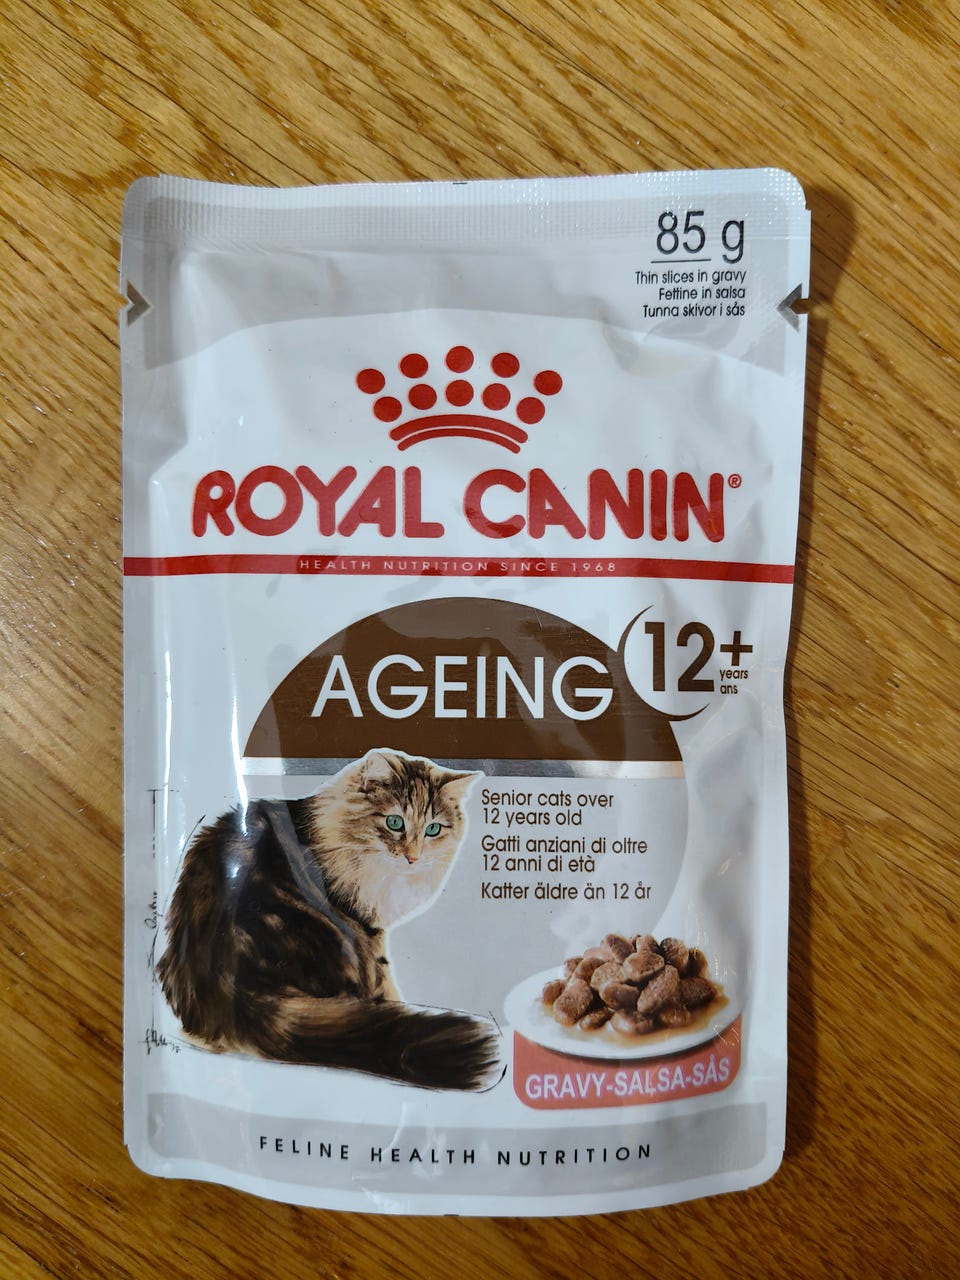 85 g
Thin slices in gravy
Fettine in salsa
Tunna skivor i sås
ROYAL CANIN®
HEALTH NUTRITION SINCE 1968
AGEING 12+
years
ans
Senior cats over
12 years old
Gatti anziani di oltre
12 anni di età
Katter äldre än 12 år
GRAVY-SALSA-SÅS
FELINE HEALTH NUTRITION